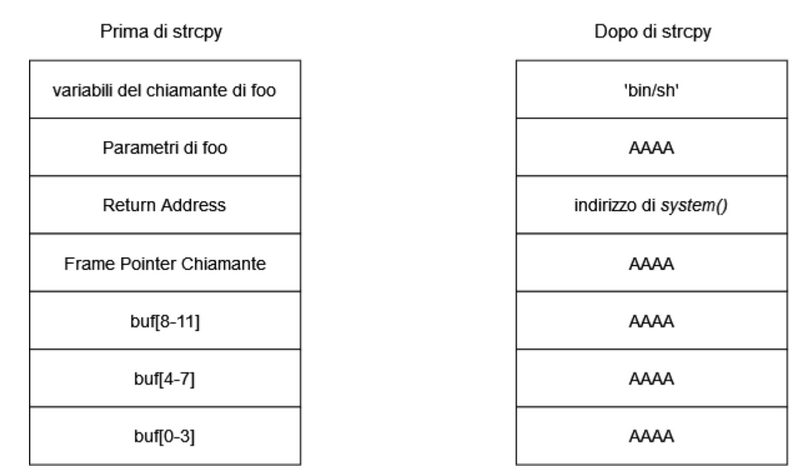 Prima di strcpy
variabili del chiamante di foo
Parametri di foo
Return Address
Frame Pointer Chiamante
buf[8-11]
buf[4-7]
buf[0-3]
Dopo di strcpy
'bin/sh'
AAAA
indirizzo di system()
AAAA
AAAA
AAAA
AAAA